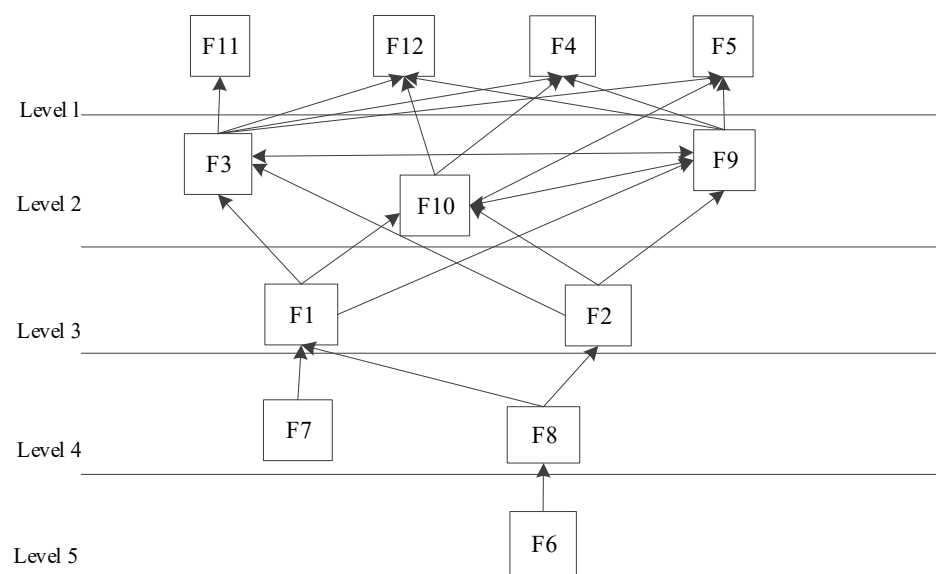 F11 F12 F4 F5
Level 1
F3 F9
F10
Level 2
F1 F2
Level 3
F7 F8
Level 4
F6
Level 5